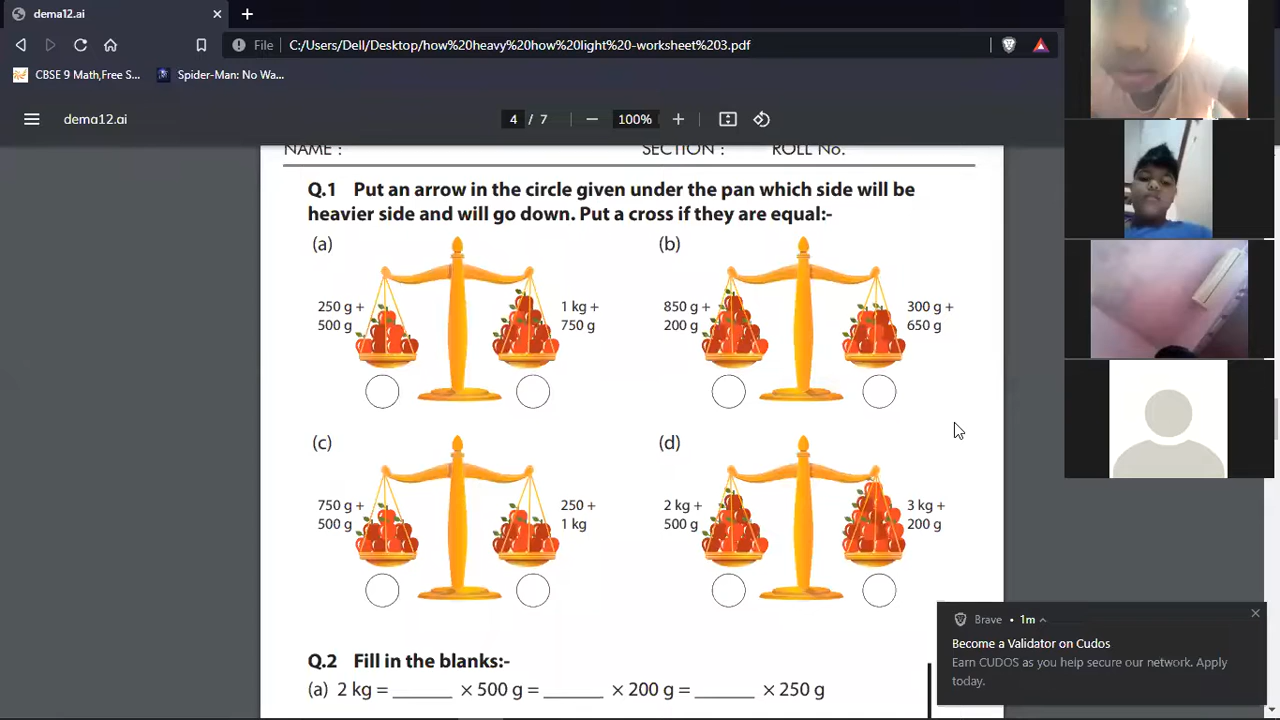 dema12.ai
File C:/Users/Dell/Desktop/how%20heavy%20how%20light%20-worksheet%203.pdf
CBSE 9 Math,Free S... Spider-Man: No Wa...
dema12.ai 4 / 7 100%
NAME : SECTION : ROLL No.
Q.1 Put an arrow in the circle given under the pan which side will be
heavier side and will go down. Put a cross if they are equal:-
(a)
250 g +
500 g
1 kg +
750 g
(b)
850 g +
200 g
300 g +
650 g
(c)
750 g +
500 g
250 +
1 kg
(d)
2 kg +
500 g
3 kg +
200 g
Q.2 Fill in the blanks:-
(a) 2 kg = ______ × 500 g = ______ × 200 g = ______ × 250 g
Brave • 1m
Become a Validator on Cudos
Earn CUDOS as you help secure our network. Apply
today.